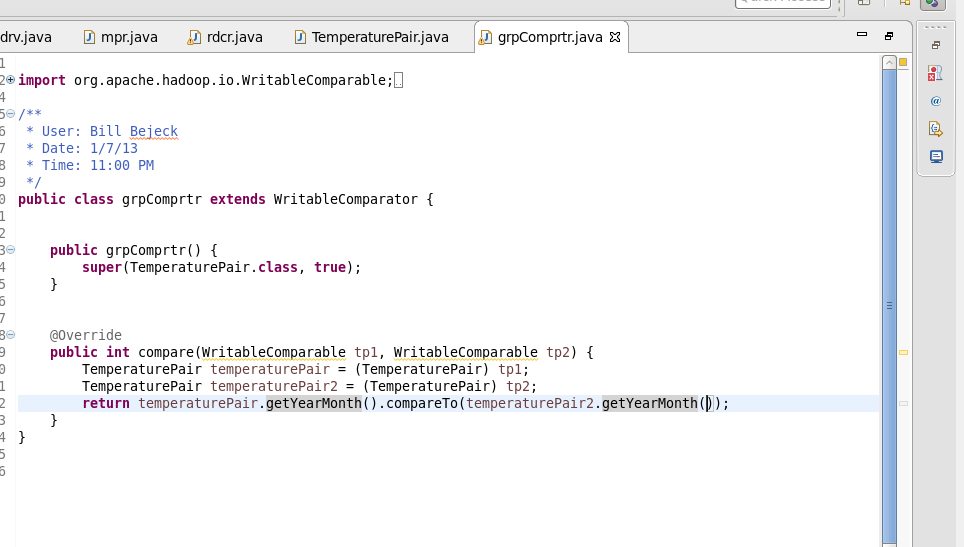 drv.java mpr.java rdcr.java TemperaturePair.java grpComprtr.java
1
2 import org.apache.hadoop.io.WritableComparable;
4
5 /**
6 * User: Bill Bejeck
7 * Date: 1/7/13
8 * Time: 11:00 PM
9 */
0 public class grpComprtr extends WritableComparator {
1
2
3 public grpComprtr() {
4 super(TemperaturePair.class, true);
5 }
6
7
8 @Override
9 public int compare(WritableComparable tp1, WritableComparable tp2) {
0 TemperaturePair temperaturePair = (TemperaturePair) tp1;
1 TemperaturePair temperaturePair2 = (TemperaturePair) tp2;
2 return temperaturePair.getYearMonth().compareTo(temperaturePair2.getYearMonth());
3 }
4 }
5
6